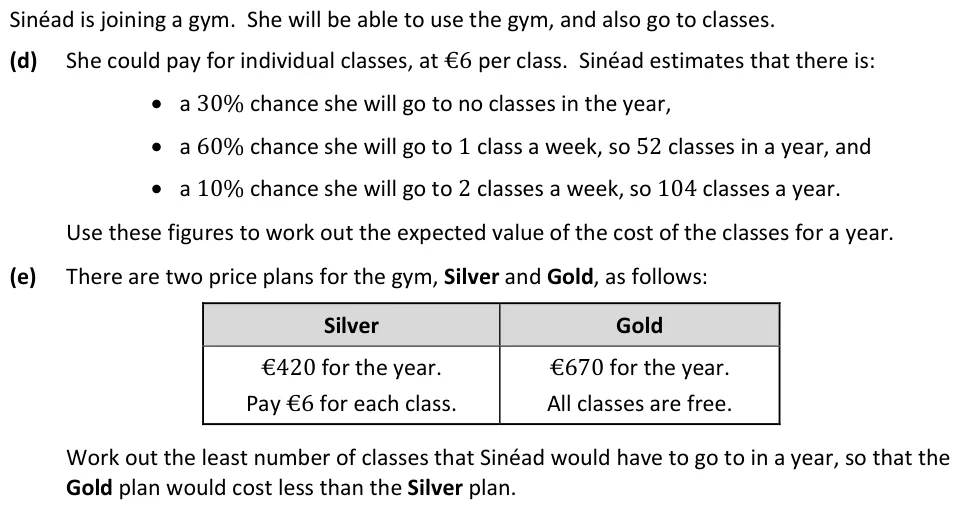 Sinéad is joining a gym. She will be able to use the gym, and also go to classes.
(d) She could pay for individual classes, at €6 per class. Sinéad estimates that there is:
• a 30% chance she will go to no classes in the year,
• a 60% chance she will go to 1 class a week, so 52 classes in a year, and
• a 10% chance she will go to 2 classes a week, so 104 classes a year.
Use these figures to work out the expected value of the cost of the classes for a year.
(e) There are two price plans for the gym, Silver and Gold, as follows:
Silver Gold
€420 for the year. €670 for the year.
Pay €6 for each class. All classes are free.
Work out the least number of classes that Sinéad would have to go to in a year, so that the
Gold plan would cost less than the Silver plan.